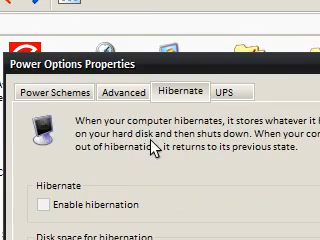 Power Options Properties
Power Schemes Advanced Hibernate UPS
When your computer hibernates, it stores whatever it h
on your hard disk and then shuts down. When your com
out of hibernation, it returns to its previous state.
Hibernate
Enable hibernation
Disk space for hibernation